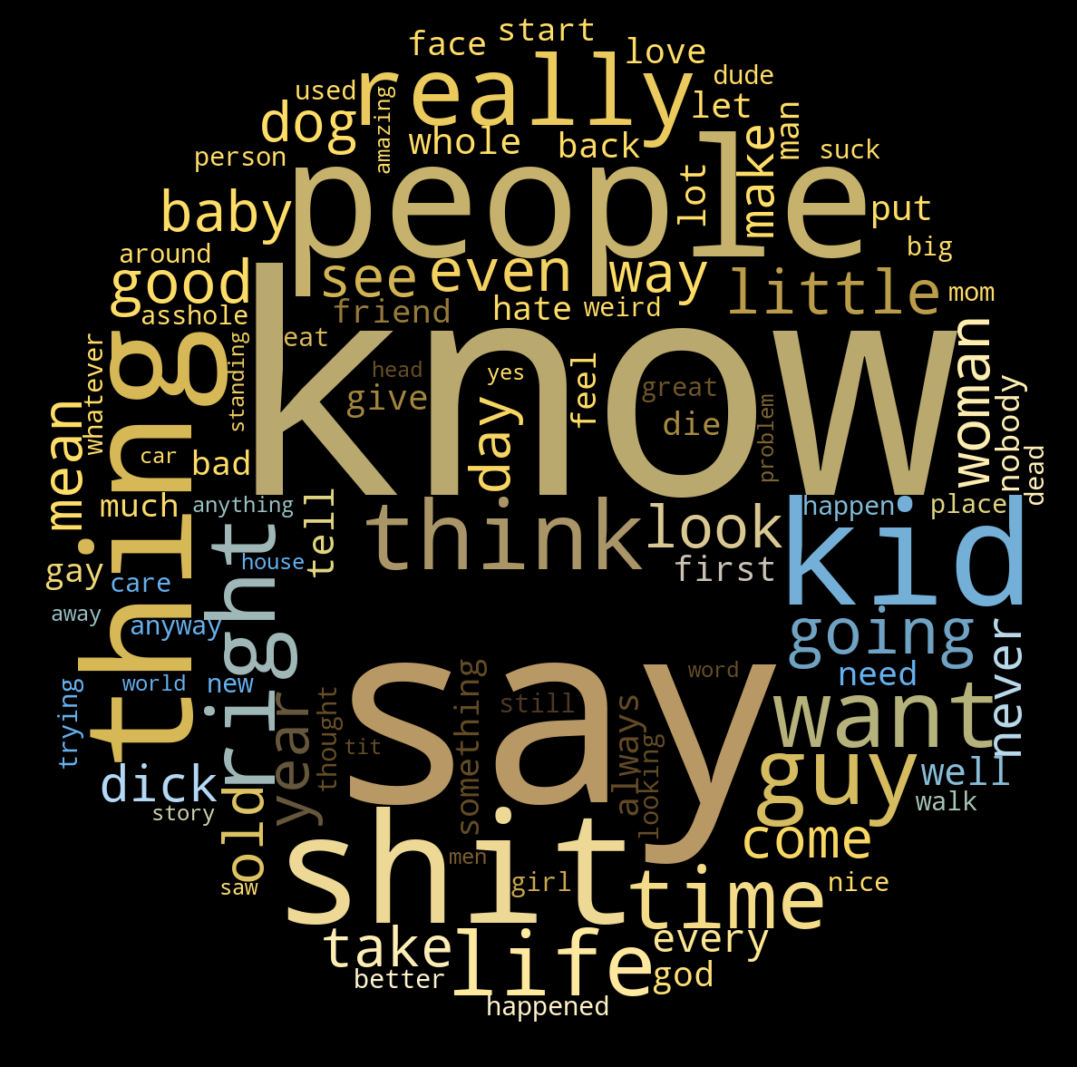 start
face
love
really
dude
used
amazing
let
dog
man
whole
back
make
suck
person
people
lot
baby
put
around
big
good
see
even
way
little
mom
asshole
friend
hate
weird
know
eat
whatever
standing
thing
head
yes
feel
great
woman
give
day
die
problem
nobody
mean
car
bad
dead
much
anything
tell
think
look
happen
place
kid
gay
care
house
first
right
away
anyway
going
never
trying
world
new
need
say
word
year
thought
something
still
always
want
tit
looking
dick
guy
well
story
old
walk
shit
come
men
saw
girl
time
nice
take
life
every
better
god
happened